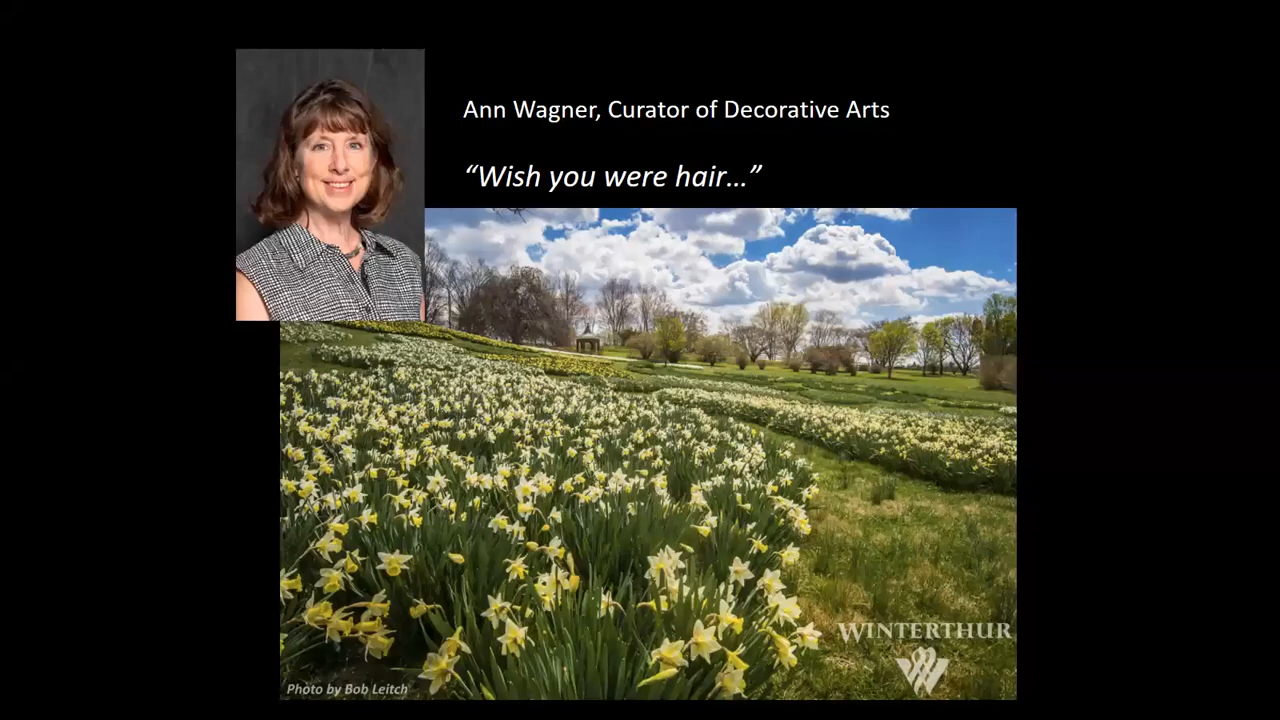 Ann Wagner, Curator of Decorative Arts
“Wish you were hair…”
WINTERTHUR
Photo by Bob Leitch